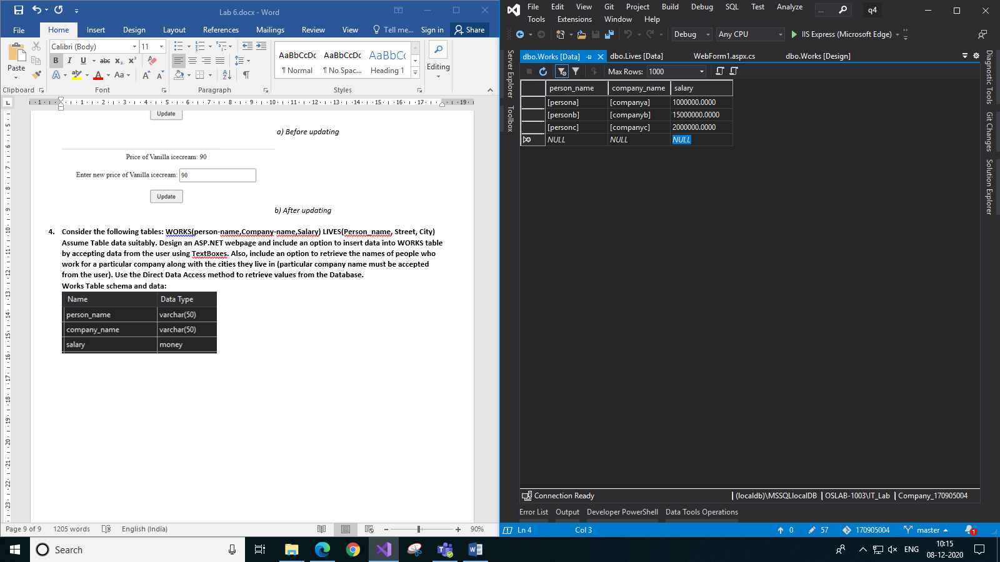 Lab 6.docx - Word
File
Home
Insert
Design
Layout
References
Mailings
Review
View
Tell me...
Sign in
Share
Paste
Calibri (Body)
11
B I U abc x₂ x²
A ab A Aa A A
AaBbCcDc AaBbCcDc AaBbCc
¶ Normal ¶ No Spac... Heading 1
Editing
Clipboard
Font
Paragraph
Styles
Update
a) Before updating
Price of Vanilla icecream: 90
Enter new price of Vanilla icecream: 90
Update
b) After updating
4. Consider the following tables: WORKS(person-name,Company-name,Salary) LIVES(Person_name, Street, City)
Assume Table data suitably. Design an ASP.NET webpage and include an option to insert data into WORKS table
by accepting data from the user using TextBoxes. Also, include an option to retrieve the names of people who
work for a particular company along with the cities they live in (particular company name must be accepted
from the user). Use the Direct Data Access method to retrieve values from the Database.
Works Table schema and data:
Name Data Type
person_name varchar(50)
company_name varchar(50)
salary money
Page 9 of 9 1205 words English (India) 90%
File Edit View Git Project Build Debug SQL Test Analyze
Tools Extensions Window Help
... q4
Debug Any CPU IIS Express (Microsoft Edge)
Server Explorer
Toolbox
dbo.Works [Data] dbo.Lives [Data] WebForm1.aspx.cs dbo.Works [Design]
Max Rows: 1000
person_name company_name salary
[persona] [companya] 1000000.0000
[personb] [companyb] 15000000.0000
[personc] [companyc] 2000000.0000
NULL NULL NULL
Diagnostic Tools
Git Changes
Solution Explorer
Connection Ready | (localdb)\MSSQLlocalDB | OSLAB-1003\IT_Lab | Company_170905004
Error List Output Developer PowerShell Data Tools Operations
Ln 4 Col 3 0 57 170905004 master 1
Search
ENG
10:15
08-12-2020